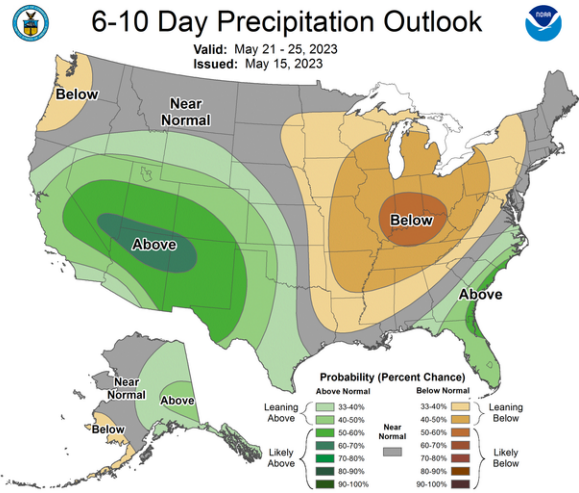 6-10 Day Precipitation Outlook
Valid: May 21 - 25, 2023
Issued: May 15, 2023
NOAA
Below
Near
Normal
Above
Below
Above
Near
Normal
Above
Below
Probability (Percent Chance)
Above Normal
Below Normal
Leaning
Above
33-40%
40-50%
Likely
Above
50-60%
60-70%
70-80%
80-90%
90-100%
Near
Normal
33-40%
40-50%
Leaning
Below
50-60%
60-70%
70-80%
80-90%
90-100%
Likely
Below